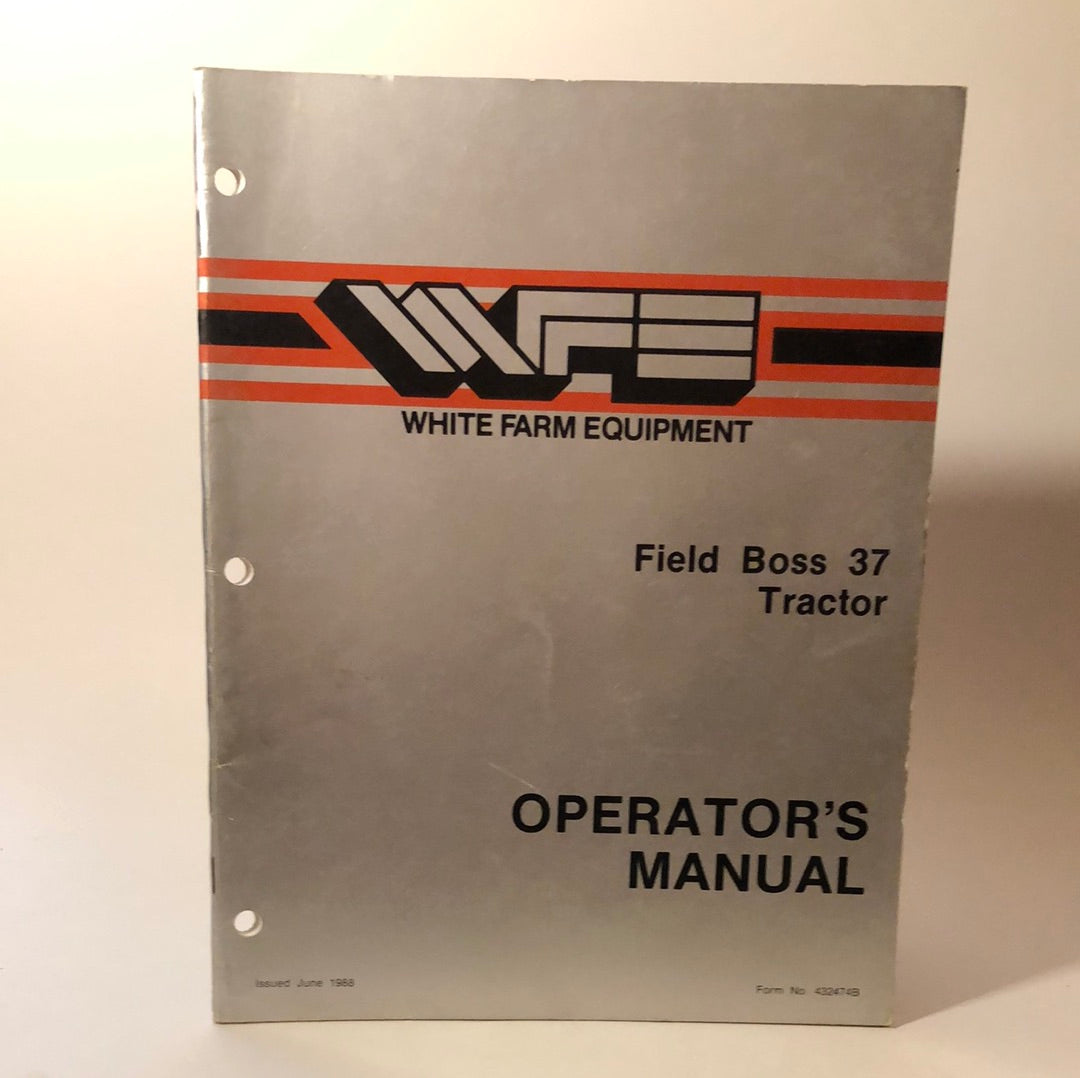 WFE
WHITE FARM EQUIPMENT
Field Boss 37
Tractor
OPERATOR'S
MANUAL
Issued June 1988
Form No 432474B